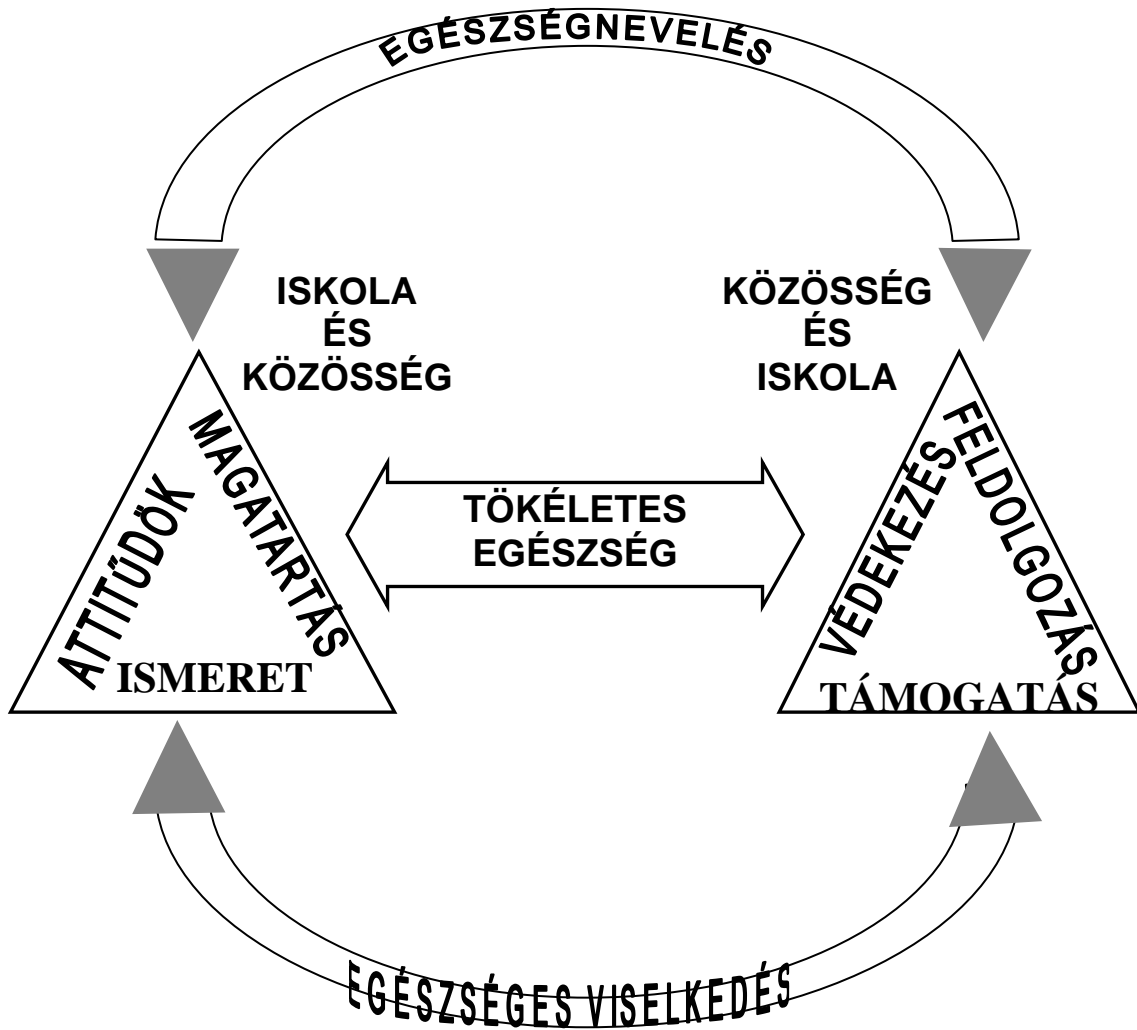 EGÉSZSÉGNEVELÉS
ISKOLA
ÉS
KÖZÖSSÉG
KÖZÖSSÉG
ÉS
ISKOLA
ATTITŰDÖK
MAGATARTÁS
ISMERET
TÖKÉLETES
EGÉSZSÉG
VÉDEKEZÉS
FELDOLGOZÁS
TÁMOGATÁS
EGÉSZSÉGES VISELKEDÉS